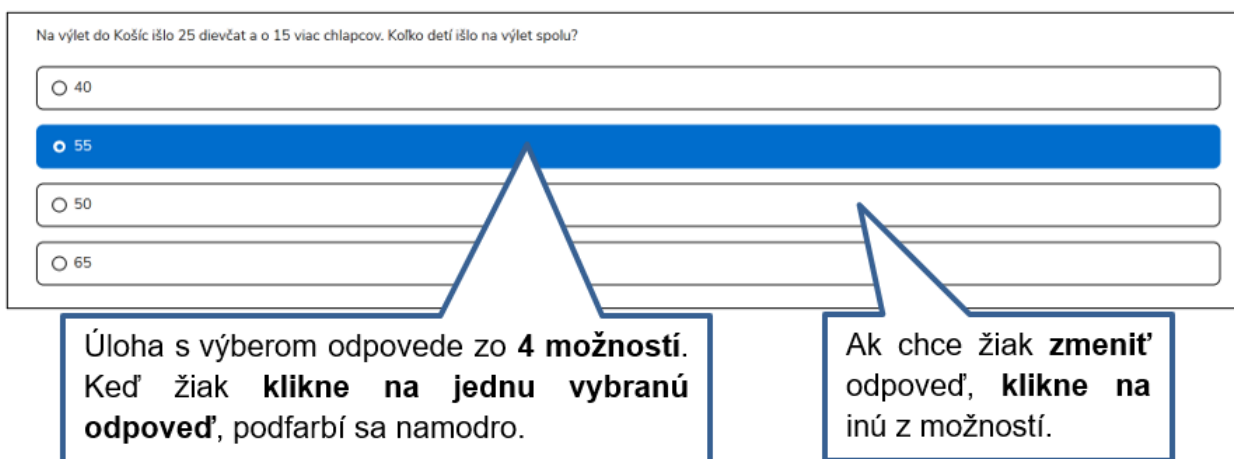 Na výlet do Košíc išlo 25 dievčat a o 15 viac chlapcov. Koľko detí išlo na výlet spolu?
40
55
50
65
Úloha s výberom odpovede zo 4 možností.
Keď žiak klikne na jednu vybranú
odpoveď, podfarbí sa namodro.
Ak chce žiak zmeniť
odpoveď, klikne na
inú z možností.